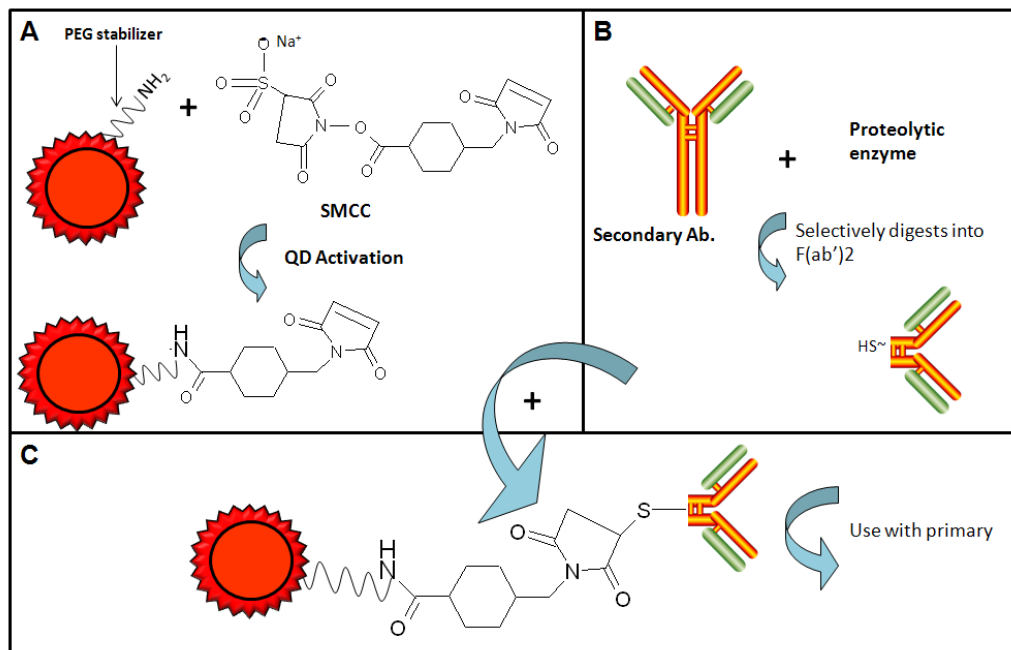 A
PEG stabilizer
NH2
+
O
Na+
O
S
O
O
N
O
O
O
O
N
O
SMCC
QD Activation
H
N
O
O
N
O
B
+
Proteolytic
enzyme
Secondary Ab.
Selectively digests into
F(ab')2
HS~
+
C
H
N
O
O
N
O
S
Use with primary